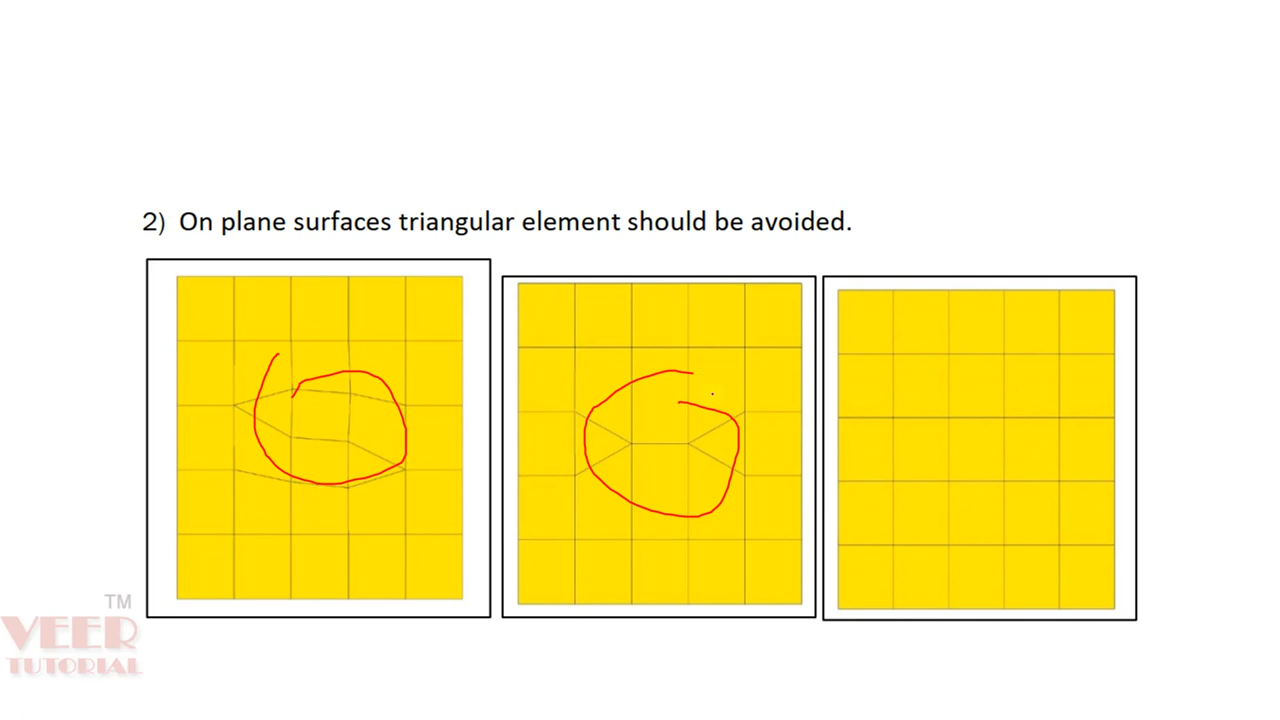 2) On plane surfaces triangular element should be avoided.
TM
VEER
TUTORIAL